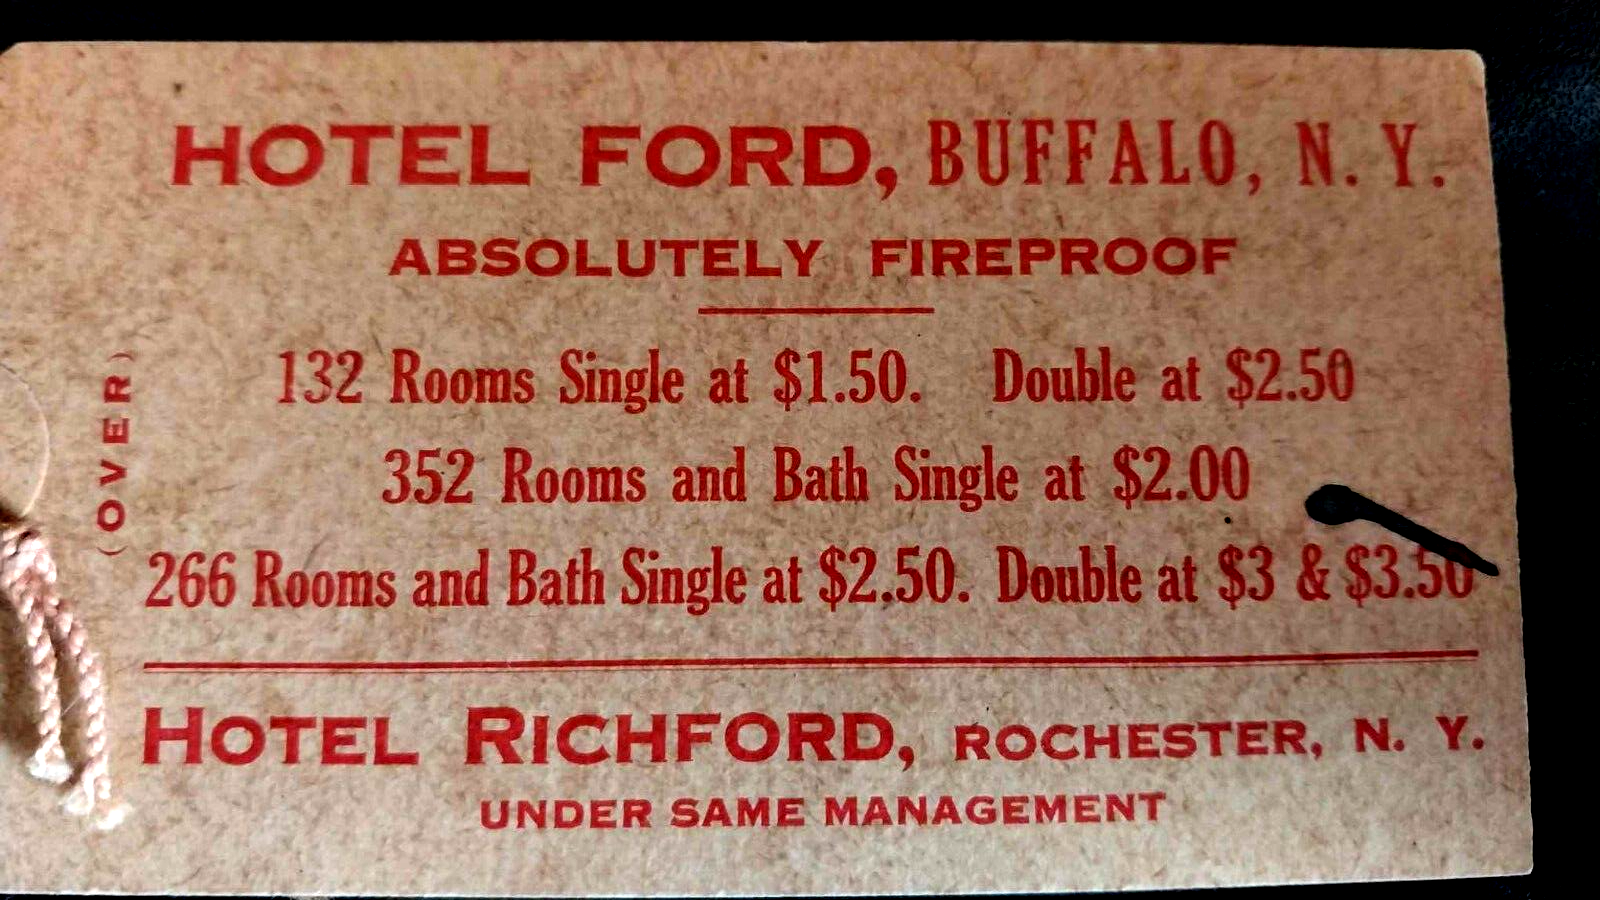 HOTEL FORD, BUFFALO, N. Y.
ABSOLUTELY FIREPROOF
132 Rooms Single at $1.50. Double at $2.50
352 Rooms and Bath Single at $2.00
266 Rooms and Bath Single at $2.50. Double at $3 & $3.50
HOTEL RICHFORD, ROCHESTER, N. Y.
UNDER SAME MANAGEMENT
(OVER)